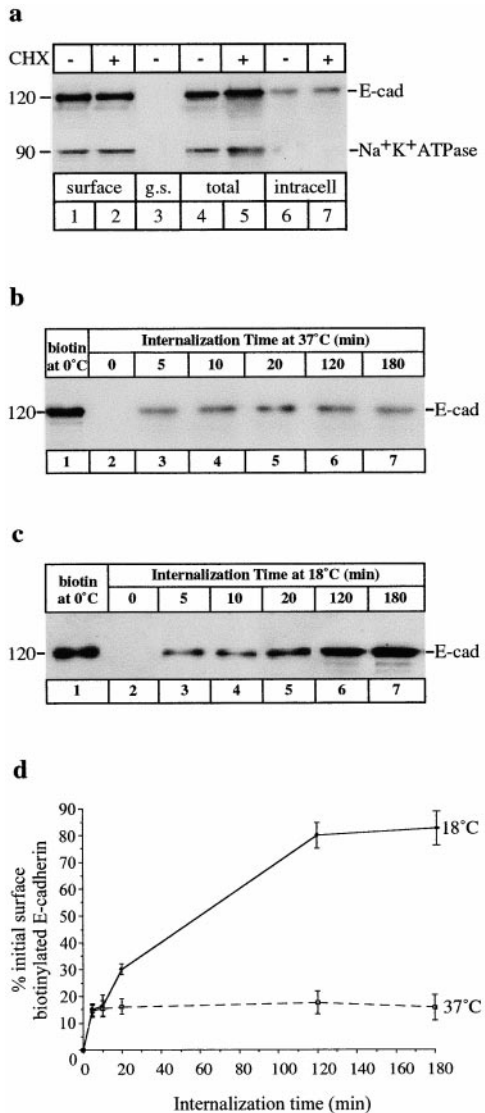 a
CHX - + - - + - +
120 E-cad
90 Na+K+ATPase
surface g.s. total intracell
1 2 3 4 5 6 7
b
biotin at 0°C Internalization Time at 37°C (min)
0 5 10 20 120 180
120 E-cad
1 2 3 4 5 6 7
c
biotin at 0°C Internalization Time at 18°C (min)
0 5 10 20 120 180
120 E-cad
1 2 3 4 5 6 7
d
90
80
70
60
50
40
30
20
10
0
% initial surface
biotinylated E-cadherin
18°C
37°C
0 20 40 60 80 100 120 140 160 180
Internalization time (min)